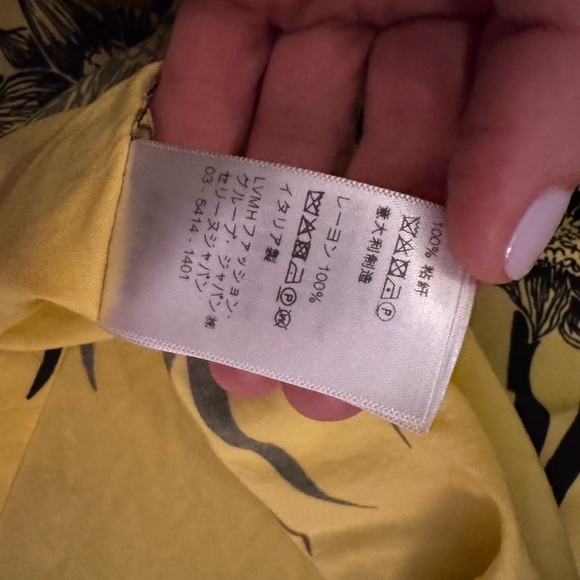 100% 粘纤
意大利制造
レーヨン 100%
イタリア製
LVMHファッション・
グループ・ジャパン㈱
セリーヌジャパン
03-5414-1401